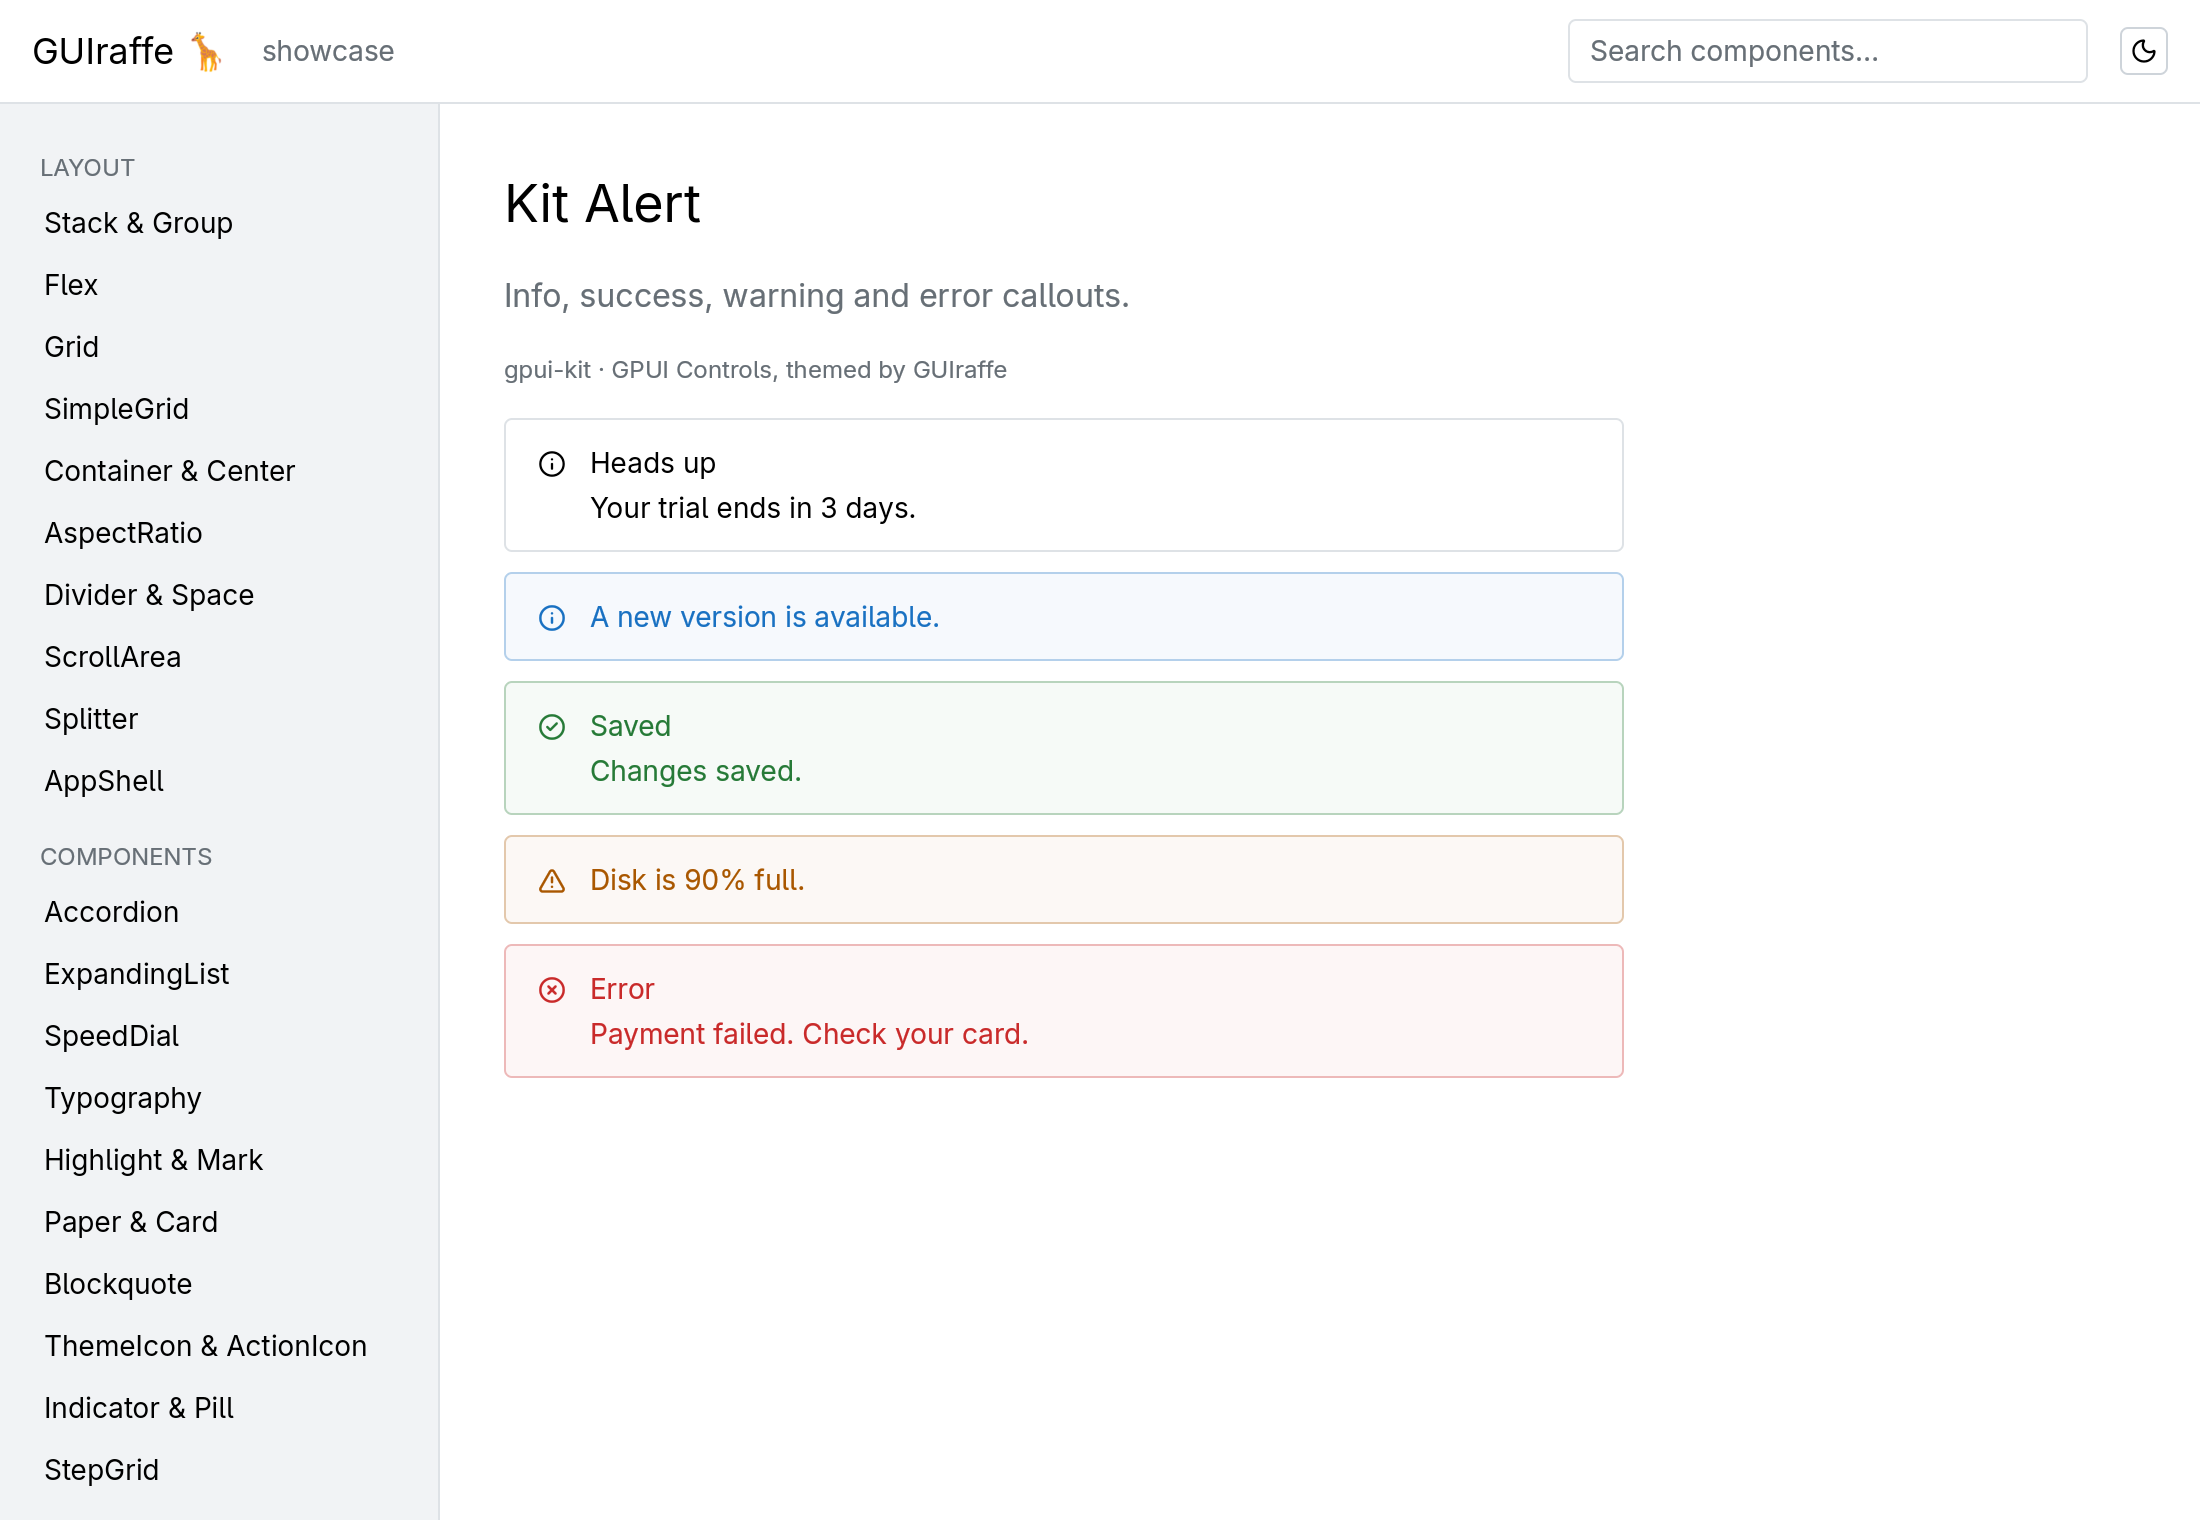 GUIraffe 🦒 showcase
Search components...
LAYOUT
Stack & Group
Flex
Grid
SimpleGrid
Container & Center
AspectRatio
Divider & Space
ScrollArea
Splitter
AppShell
COMPONENTS
Accordion
ExpandingList
SpeedDial
Typography
Highlight & Mark
Paper & Card
Blockquote
ThemeIcon & ActionIcon
Indicator & Pill
StepGrid
Kit Alert
Info, success, warning and error callouts.
gpui-kit · GPUI Controls, themed by GUIraffe
Heads up
Your trial ends in 3 days.
A new version is available.
Saved
Changes saved.
Disk is 90% full.
Error
Payment failed. Check your card.